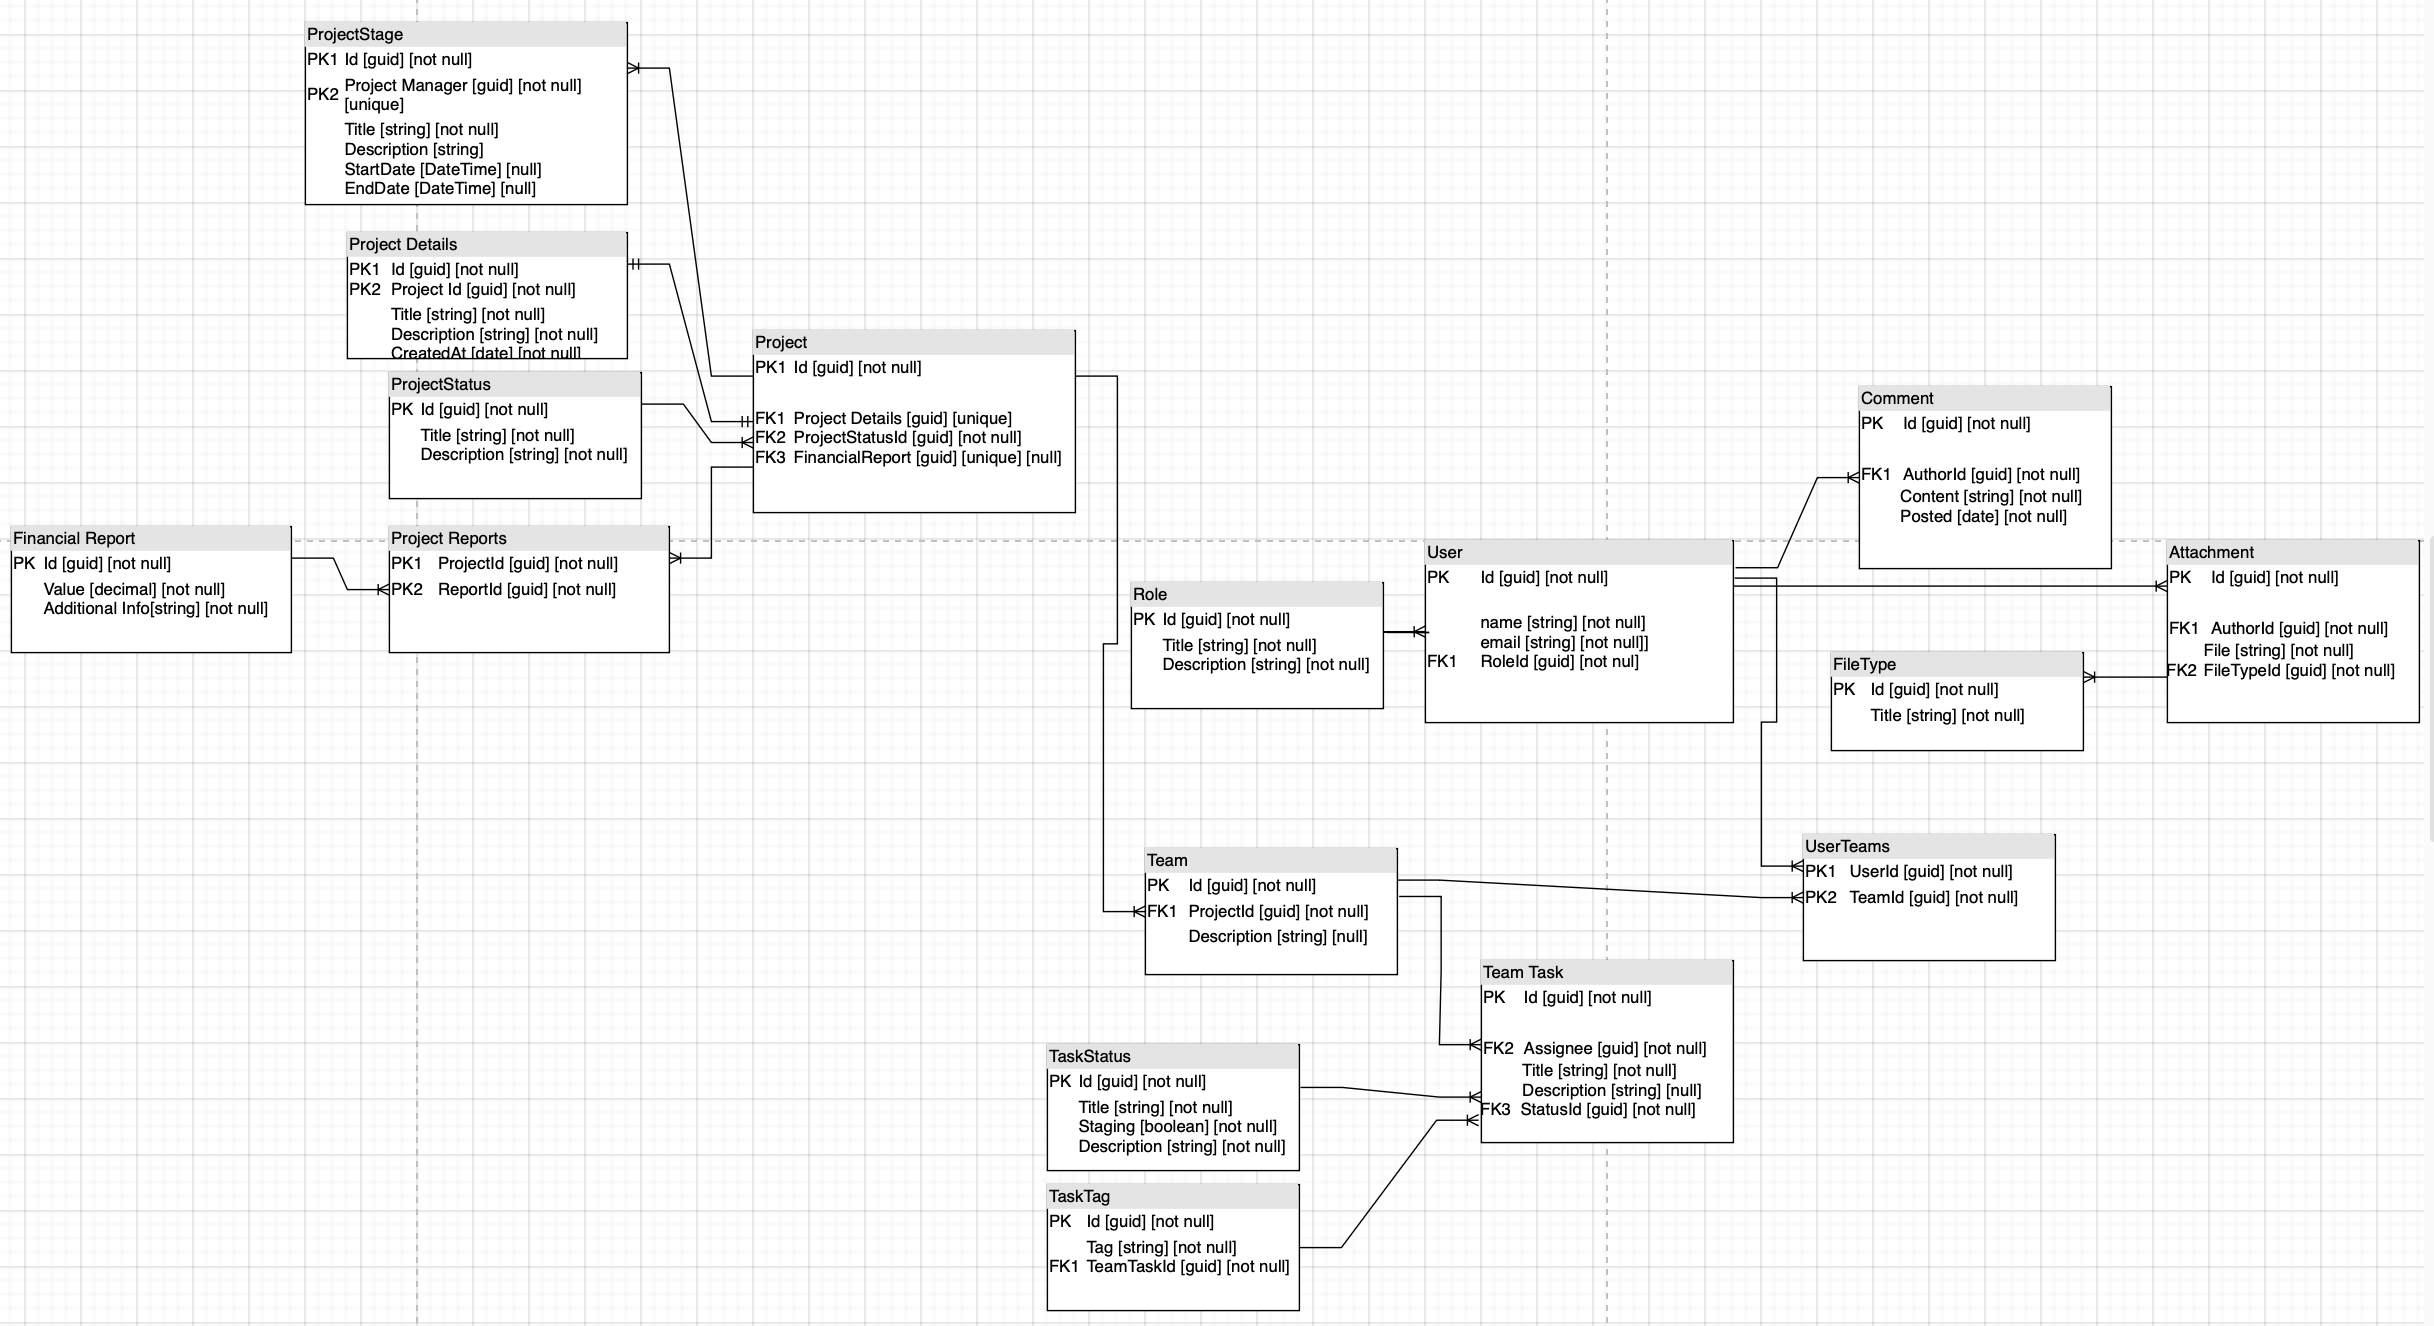 ProjectStage
PK1 Id [guid] [not null]
PK2 Project Manager [guid] [not null]
[unique]
Title [string] [not null]
Description [string]
StartDate [DateTime] [null]
EndDate [DateTime] [null]
Project Details
PK1 Id [guid] [not null]
PK2 Project Id [guid] [not null]
Title [string] [not null]
Description [string] [not null]
CreatedAt [date] [not null]
ProjectStatus
PK Id [guid] [not null]
Title [string] [not null]
Description [string] [not null]
Project
PK1 Id [guid] [not null]
FK1 Project Details [guid] [unique]
FK2 ProjectStatusId [guid] [not null]
FK3 FinancialReport [guid] [unique] [null]
Financial Report
PK Id [guid] [not null]
Value [decimal] [not null]
Additional Info[string] [not null]
Project Reports
PK1 ProjectId [guid] [not null]
PK2 ReportId [guid] [not null]
Role
PK Id [guid] [not null]
Title [string] [not null]
Description [string] [not null]
User
PK Id [guid] [not null]
name [string] [not null]
email [string] [not null]]
FK1 RoleId [guid] [not nul]
Comment
PK Id [guid] [not null]
FK1 AuthorId [guid] [not null]
Content [string] [not null]
Posted [date] [not null]
Attachment
PK Id [guid] [not null]
FK1 AuthorId [guid] [not null]
File [string] [not null]
FK2 FileTypeId [guid] [not null]
FileType
PK Id [guid] [not null]
Title [string] [not null]
UserTeams
PK1 UserId [guid] [not null]
PK2 TeamId [guid] [not null]
Team
PK Id [guid] [not null]
FK1 ProjectId [guid] [not null]
Description [string] [null]
Team Task
PK Id [guid] [not null]
FK2 Assignee [guid] [not null]
Title [string] [not null]
Description [string] [null]
FK3 StatusId [guid] [not null]
TaskStatus
PK Id [guid] [not null]
Title [string] [not null]
Staging [boolean] [not null]
Description [string] [not null]
TaskTag
PK Id [guid] [not null]
Tag [string] [not null]
FK1 TeamTaskId [guid] [not null]